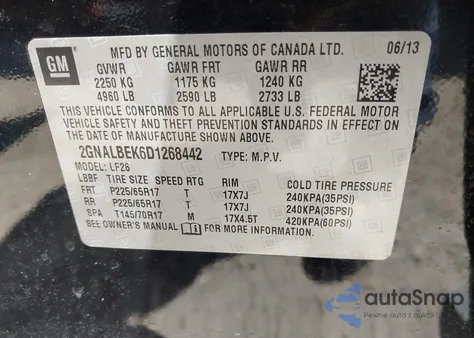 GM
MFD BY GENERAL MOTORS OF CANADA LTD. 06/13
GVWR GAWR FRT GAWR RR
2250 KG 1175 KG 1240 KG
4960 LB 2590 LB 2733 LB
THIS VEHICLE CONFORMS TO ALL APPLICABLE U.S. FEDERAL MOTOR
VEHICLE SAFETY AND THEFT PREVENTION STANDARDS IN EFFECT ON
THE DATE OF MANUFACTURE SHOWN ABOVE.
2GNALBEK6D1268442 TYPE: M.P.V.
MODEL: LF26
LBBF TIRE SIZE SPEED RTG RIM COLD TIRE PRESSURE
FRT P225/65R17 T 17X7J 240KPA(35PSI)
RR P225/65R17 T 17X7J 240KPA(35PSI)
SPA T145/70R17 M 17X4.5T 420KPA(60PSI)
SEE OWNER'S MANUAL FOR MORE INFORMATION
autoSnap
Pewne auto z USA